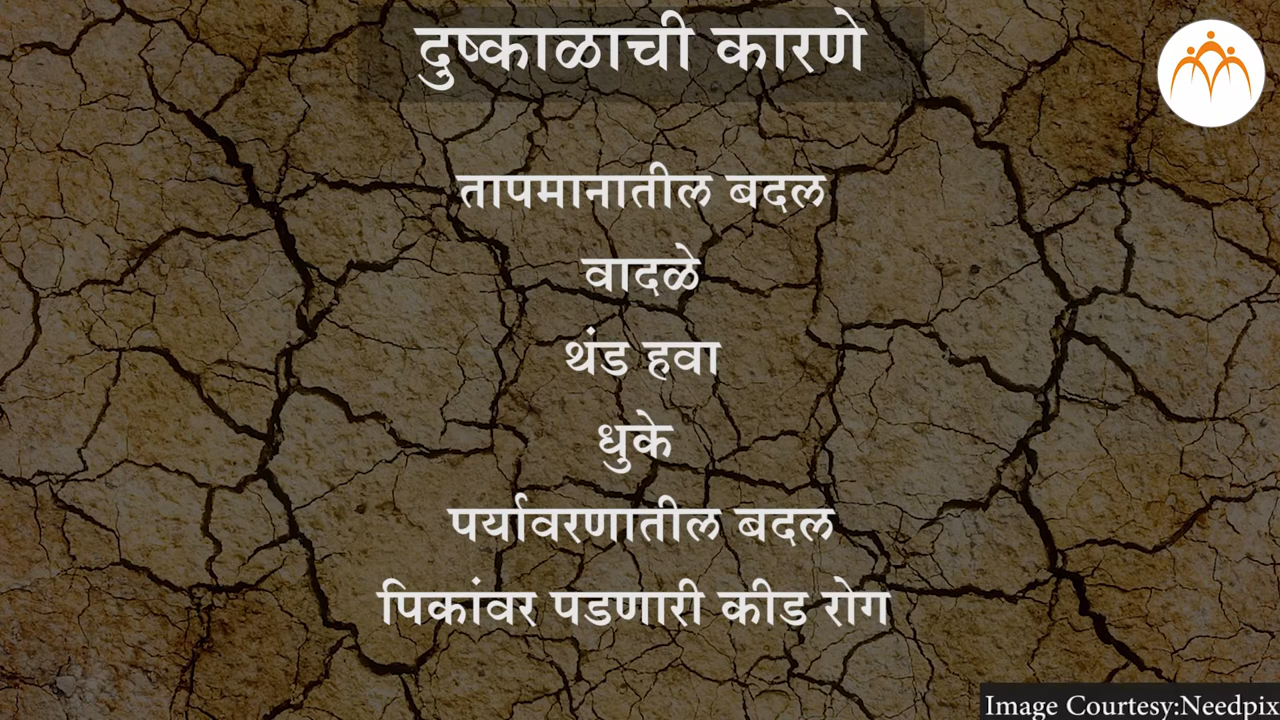 दुष्काळाची कारणे
तापमानातील बदल
वादळे
थंड हवा
धुके
पर्यावरणातील बदल
पिकांवर पडणारी कीड रोग
Image Courtesy:Needpix